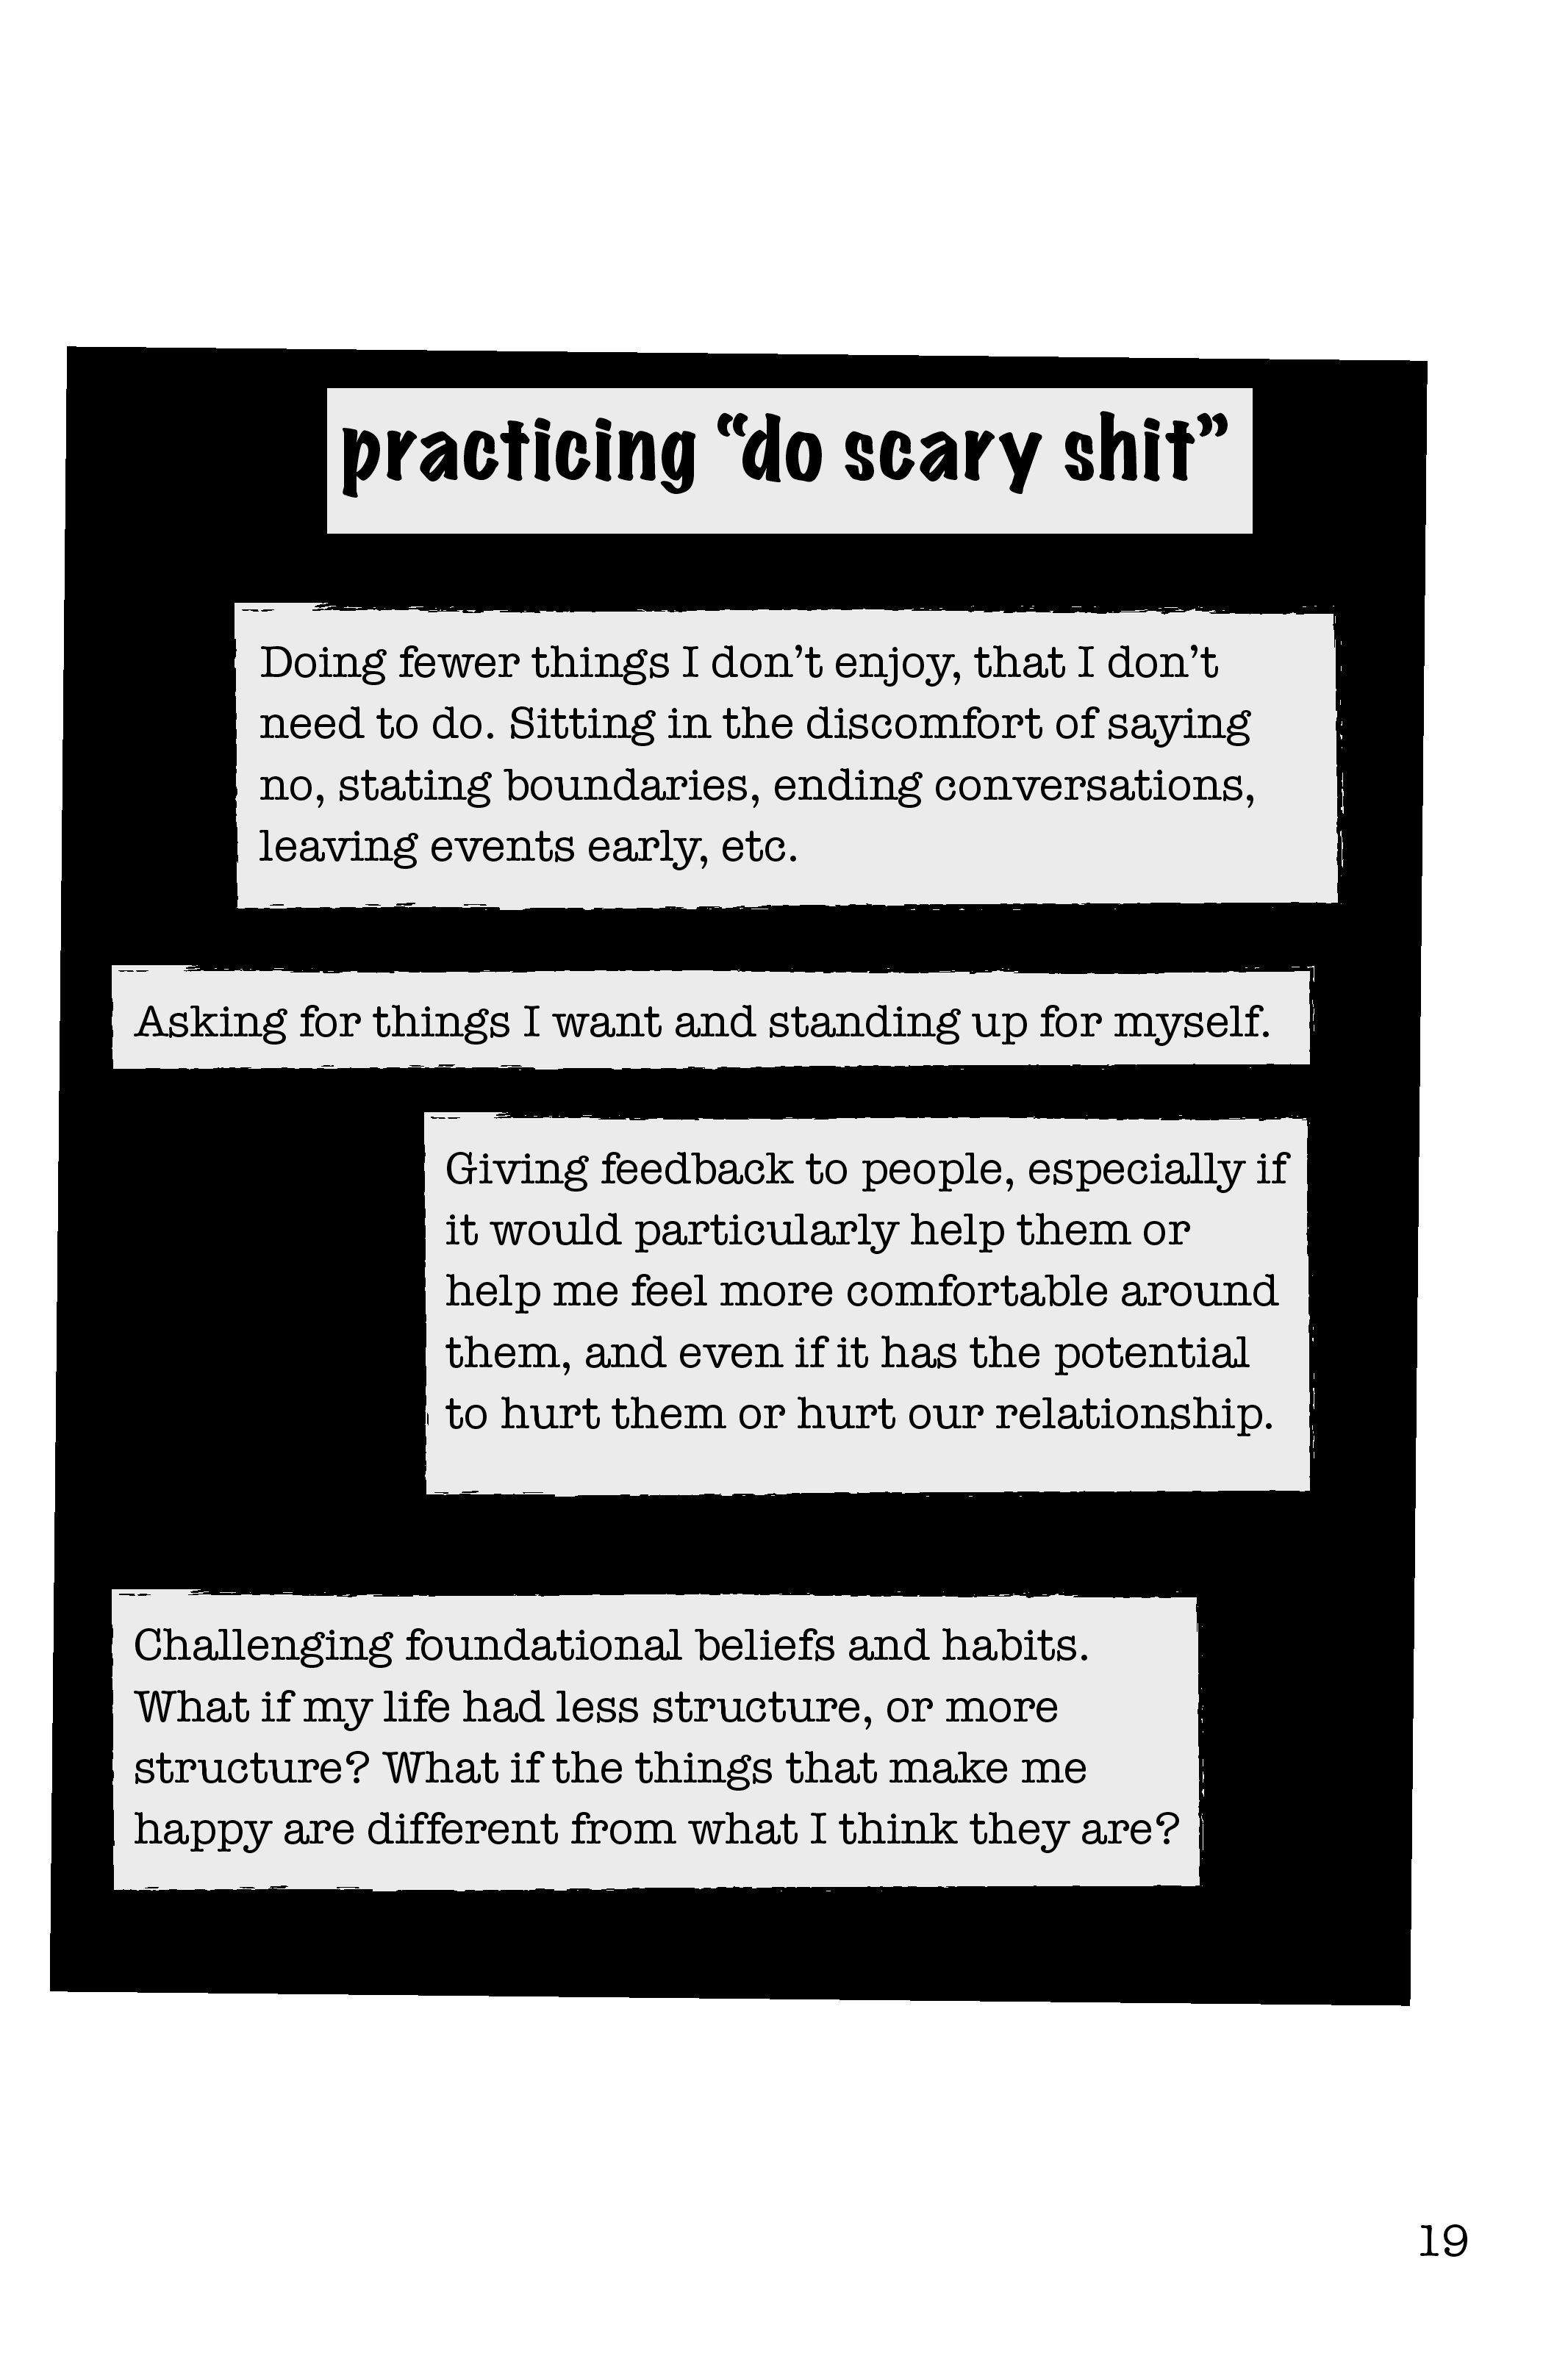 practicing “do scary shit”
Doing fewer things I don’t enjoy, that I don’t
need to do. Sitting in the discomfort of saying
no, stating boundaries, ending conversations,
leaving events early, etc.
Asking for things I want and standing up for myself.
Giving feedback to people, especially if
it would particularly help them or
help me feel more comfortable around
them, and even if it has the potential
to hurt them or hurt our relationship.
Challenging foundational beliefs and habits.
What if my life had less structure, or more
structure? What if the things that make me
happy are different from what I think they are?
19